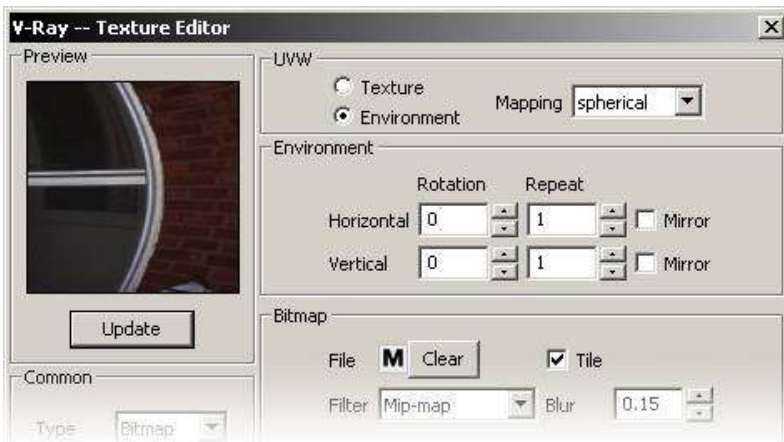 V-Ray -- Texture Editor
Preview
Update
Common
Type Bitmap
UVW
Texture
Environment
Mapping spherical
Environment
Rotation Repeat
Horizontal 0 1 Mirror
Vertical 0 1 Mirror
Bitmap
File M Clear Tile
Filter Mip-map Blur 0.15